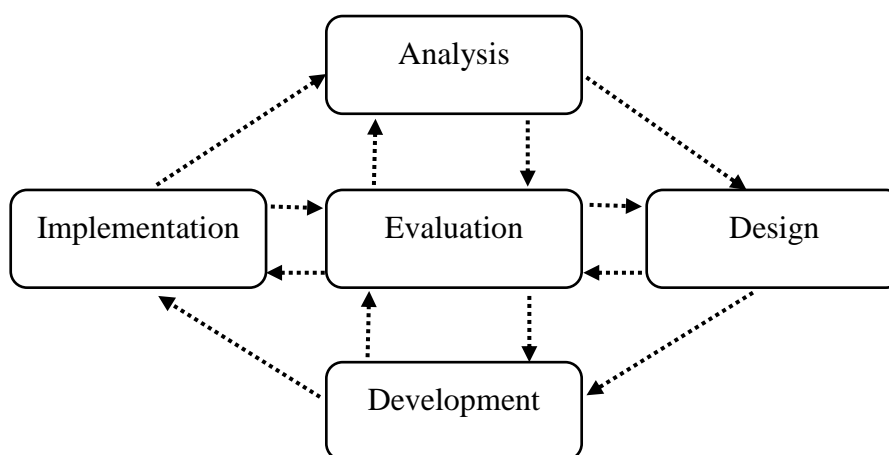 Analysis
Implementation
Evaluation
Design
Development